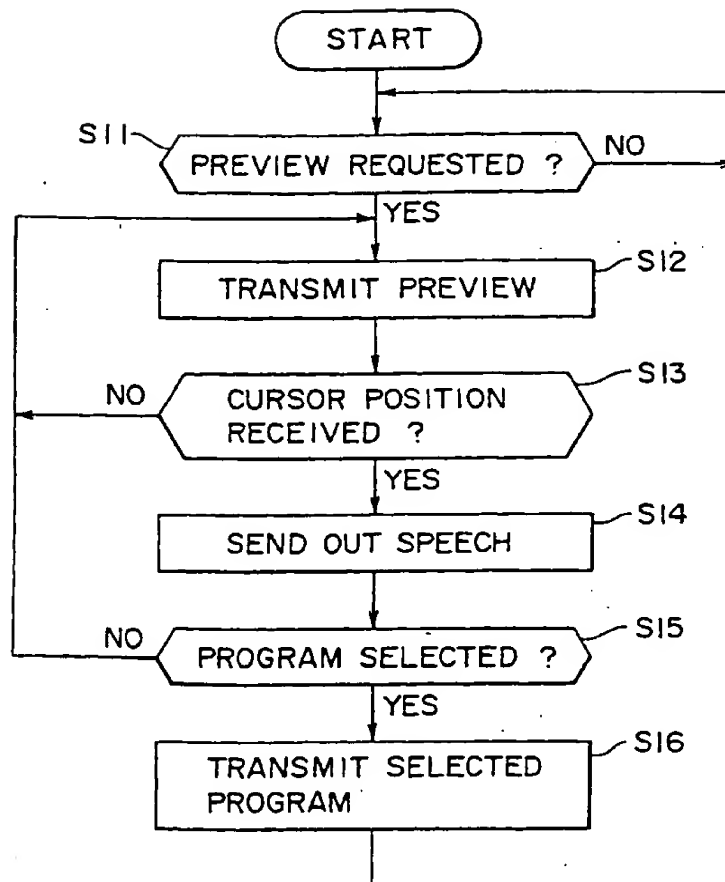 START
S11
PREVIEW REQUESTED ?
NO
YES
S12
TRANSMIT PREVIEW
S13
NO
CURSOR POSITION
RECEIVED ?
YES
S14
SEND OUT SPEECH
S15
NO
PROGRAM SELECTED ?
YES
S16
TRANSMIT SELECTED
PROGRAM